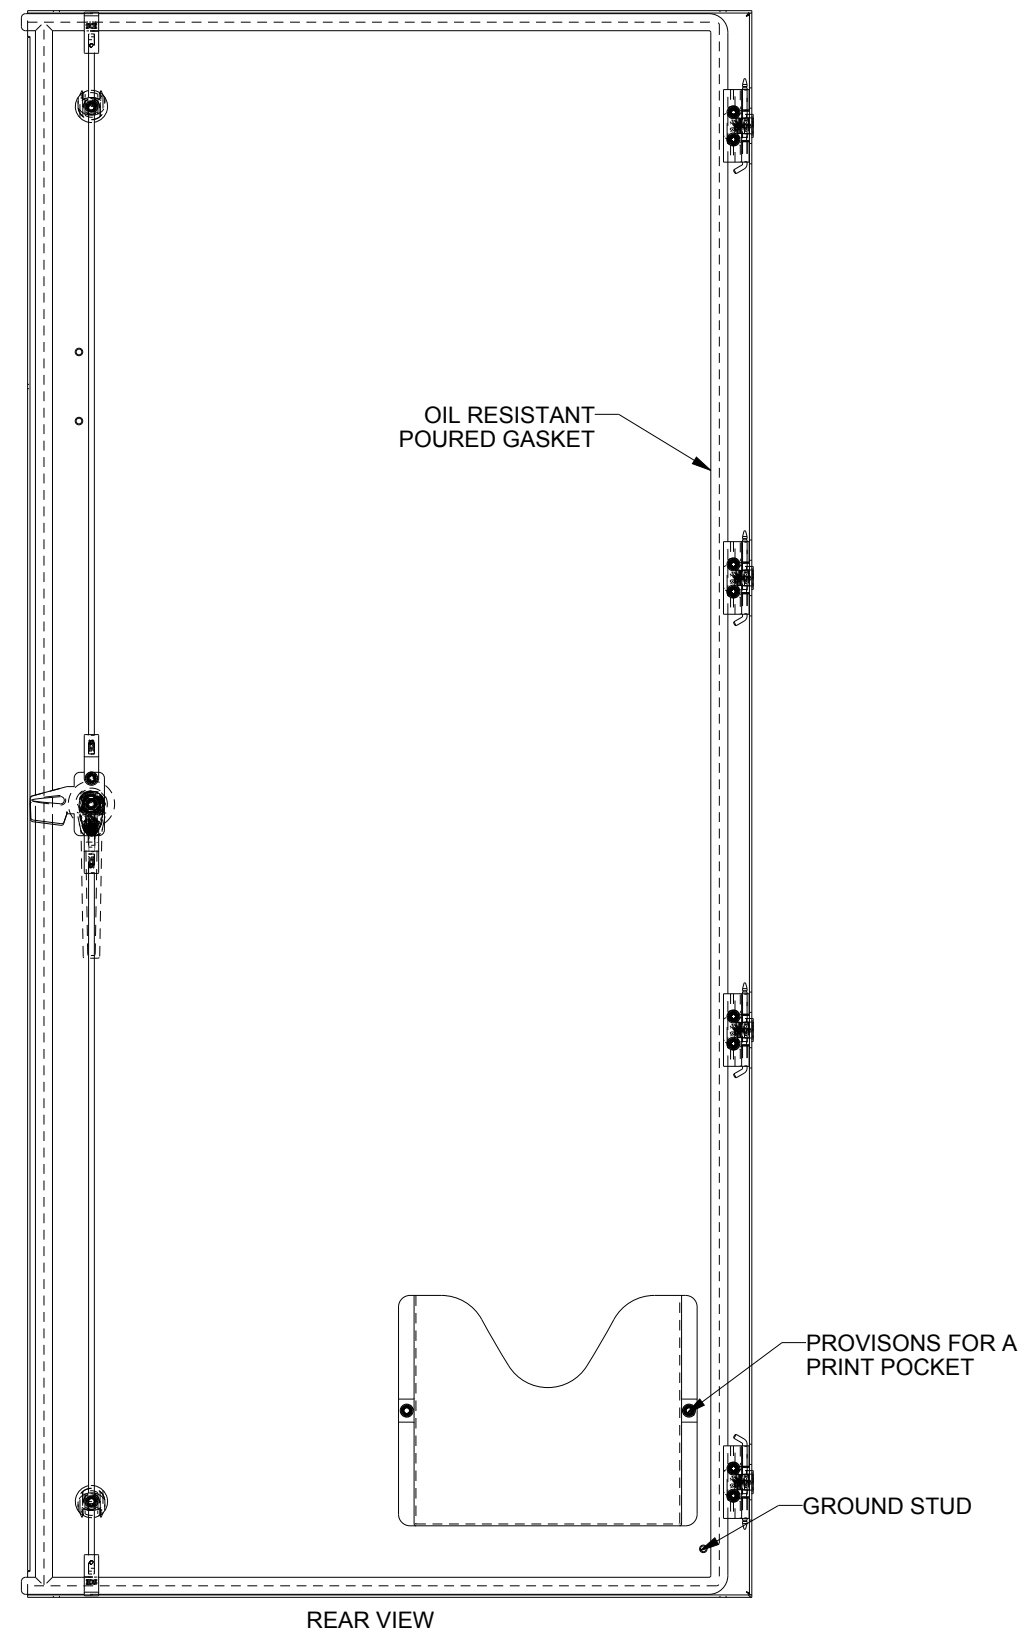 OIL RESISTANT
POURED GASKET
PROVISONS FOR A
PRINT POCKET
GROUND STUD
REAR VIEW